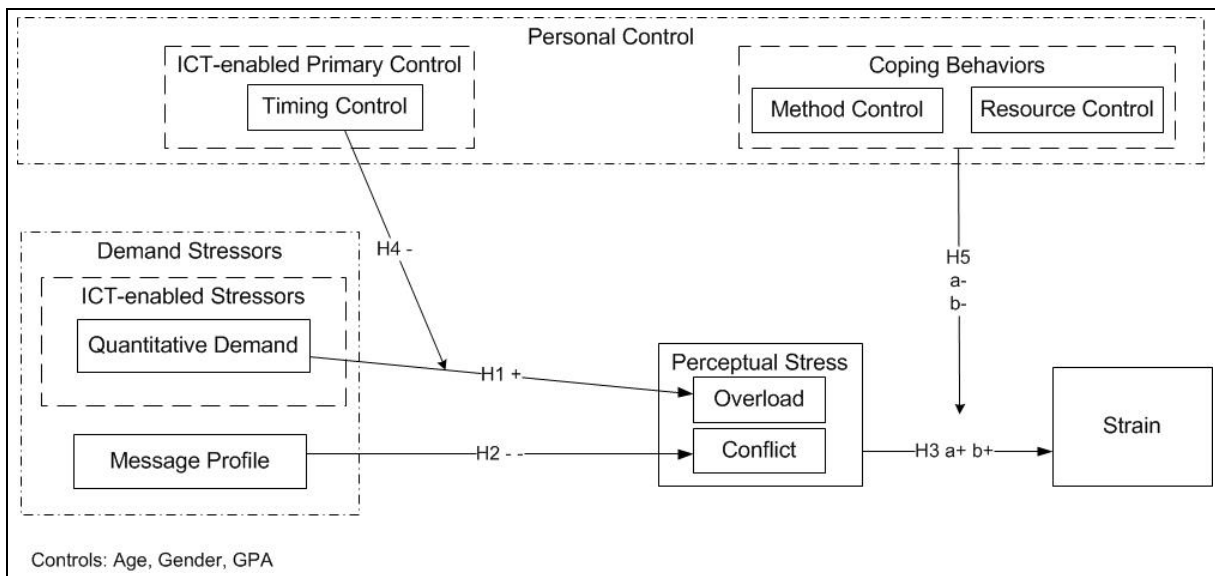 Personal Control
ICT-enabled Primary Control
Timing Control
Coping Behaviors
Method Control
Resource Control
H4 -
H5
a-
b-
Demand Stressors
ICT-enabled Stressors
Quantitative Demand
H1 +
Message Profile
H2 - -
Perceptual Stress
Overload
Conflict
H3 a+ b+
Strain
Controls: Age, Gender, GPA